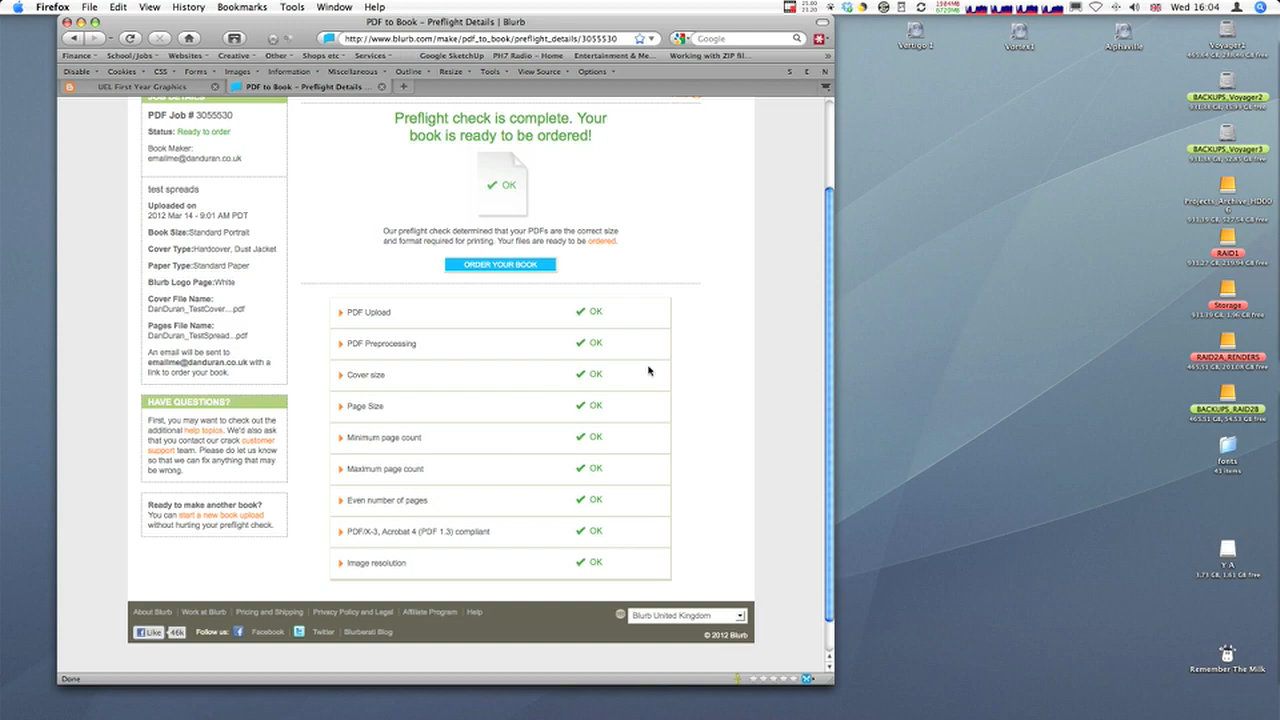 Firefox File Edit View History Bookmarks Tools Window Help
Wed 16:04
PDF to Book – Preflight Details | Blurb
http://www.blurb.com/make/pdf_to_book/preflight_details/3055530
Google
Finance School/Jobs Websites Creative Other Shops etc Services Google SketchUp PH7 Radio – Home Entertainment & Me... Working with ZIP fil...
Disable Cookies CSS Forms Images Information Miscellaneous Outline Resize Tools View Source Options
UEL First Year Graphics
PDF to Book – Preflight Details ...
JOB DETAILS
PDF Job # 3055530
Status: Ready to order
Book Maker:
emailme@danduran.co.uk
test spreads
Uploaded on
2012 Mar 14 - 9:01 AM PDT
Book Size:Standard Portrait
Cover Type:Hardcover, Dust Jacket
Paper Type:Standard Paper
Blurb Logo Page:White
Cover File Name:
DanDuran_TestCover....pdf
Pages File Name:
DanDuran_TestSpread...pdf
An email will be sent to
emailme@danduran.co.uk with a
link to order your book.
HAVE QUESTIONS?
First, you may want to check out the
additional help topics. We'd also ask
that you contact our crack customer
support team. Please do let us know
so that we can fix anything that may
be wrong.
Ready to make another book?
You can start a new book upload
without hurting your preflight check.
Preflight check is complete. Your
book is ready to be ordered!
OK
Our preflight check determined that your PDFs are the correct size
and format required for printing. Your files are ready to be ordered.
ORDER YOUR BOOK
PDF Upload OK
PDF Preprocessing OK
Cover size OK
Page Size OK
Minimum page count OK
Maximum page count OK
Even number of pages OK
PDF/X-3, Acrobat 4 (PDF 1.3) compliant OK
Image resolution OK
About Blurb Work at Blurb Pricing and Shipping Privacy Policy and Legal Affiliate Program Help
Blurb United Kingdom
Like 46k Follow us: Facebook Twitter Blurberati Blog
© 2012 Blurb
Done
Vertigo 1
Vortex1
Alphaville
Voyager1
BACKUPS_Voyager2
BACKUPS_Voyager3
Projects_Archive_HD00
6
RAID1
Storage
RAID2A_RENDERS
BACKUPS_RAID2B
fonts
41 items
Y A
3.73 GB, 1.61 GB free
Remember The Milk